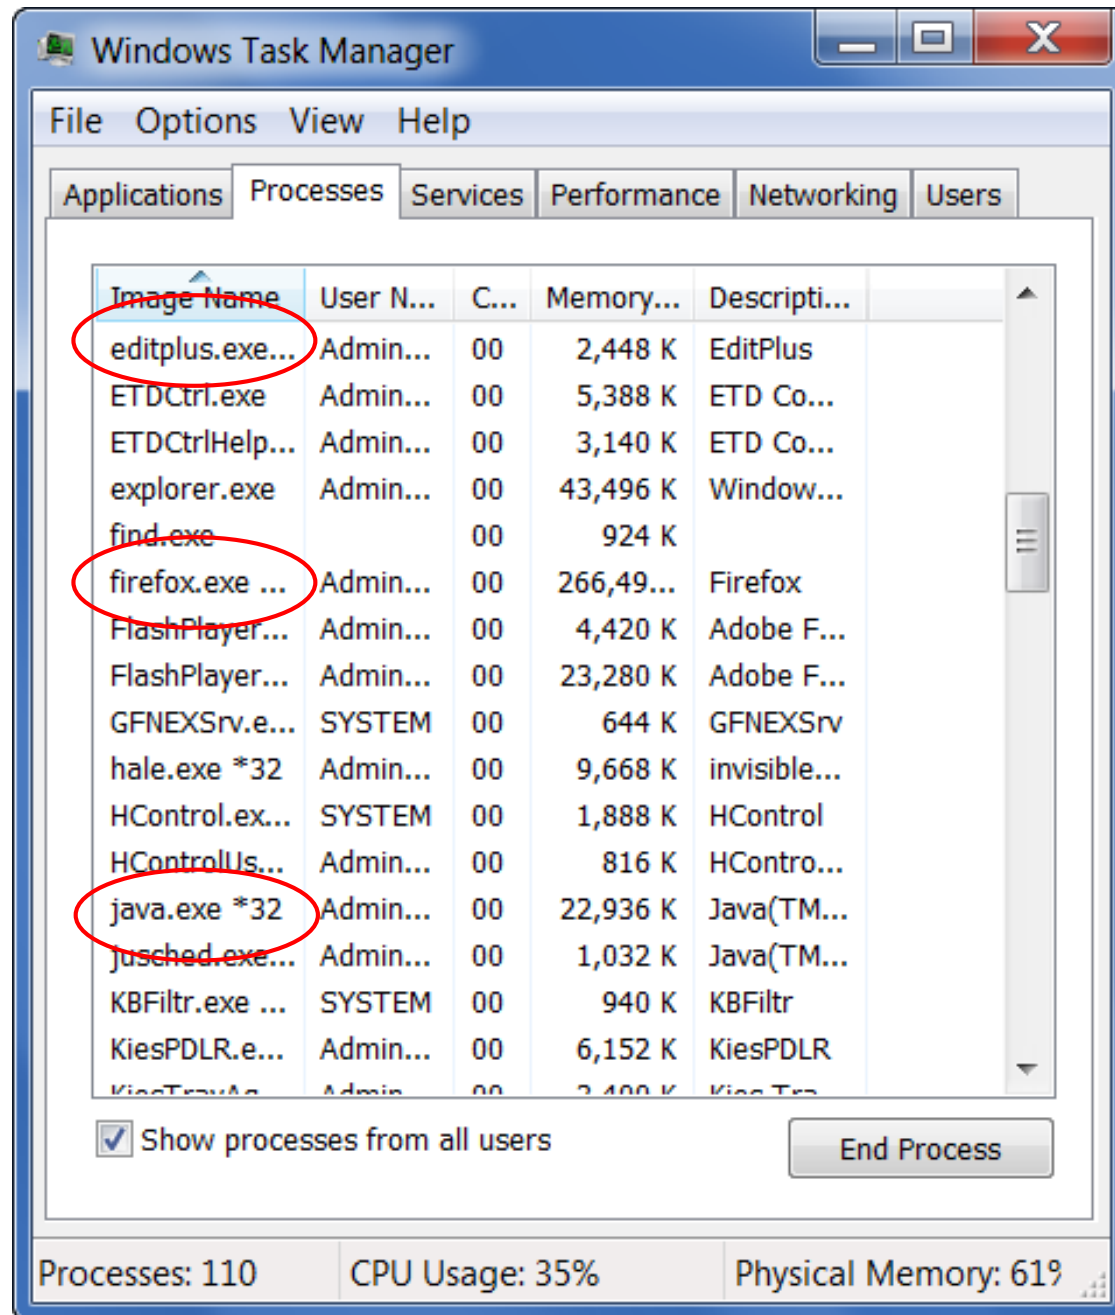 Windows Task Manager
File Options View Help
Applications Processes Services Performance Networking Users
Image Name User N... C... Memory... Descripti...
editplus.exe... Admin... 00 2,448 K EditPlus
ETDCtrl.exe Admin... 00 5,388 K ETD Co...
ETDCtrlHelp... Admin... 00 3,140 K ETD Co...
explorer.exe Admin... 00 43,496 K Window...
find.exe 00 924 K
firefox.exe ... Admin... 00 266,49... Firefox
FlashPlayer... Admin... 00 4,420 K Adobe F...
FlashPlayer... Admin... 00 23,280 K Adobe F...
GFNEXSrv.e... SYSTEM 00 644 K GFNEXSrv
hale.exe *32 Admin... 00 9,668 K invisible...
HControl.ex... SYSTEM 00 1,888 K HControl
HControlUs... Admin... 00 816 K HContro...
java.exe *32 Admin... 00 22,936 K Java(TM...
jusched.exe... Admin... 00 1,032 K Java(TM...
KBFiltr.exe ... SYSTEM 00 940 K KBFiltr
KiesPDLR.e... Admin... 00 6,152 K KiesPDLR
Show processes from all users
End Process
Processes: 110 CPU Usage: 35% Physical Memory: 61%